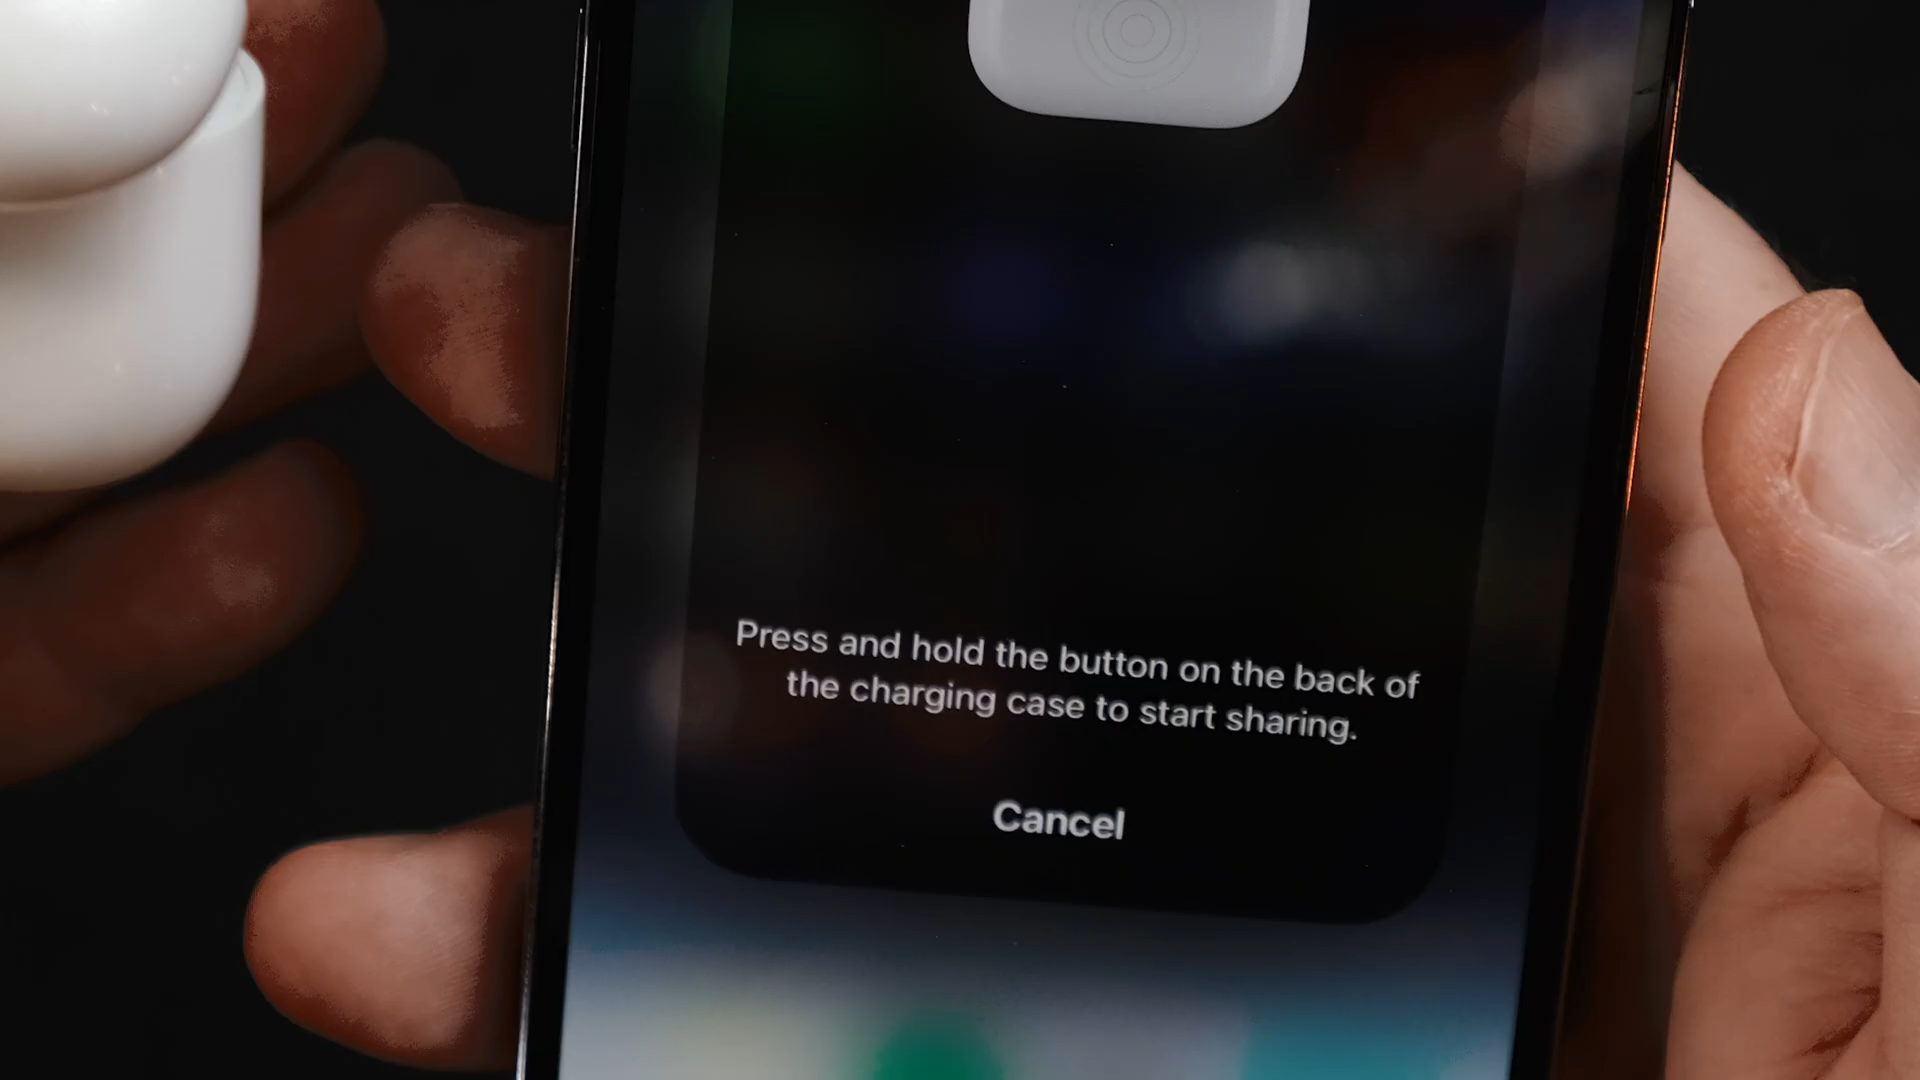 Press and hold the button on the back of
the charging case to start sharing.
Cancel